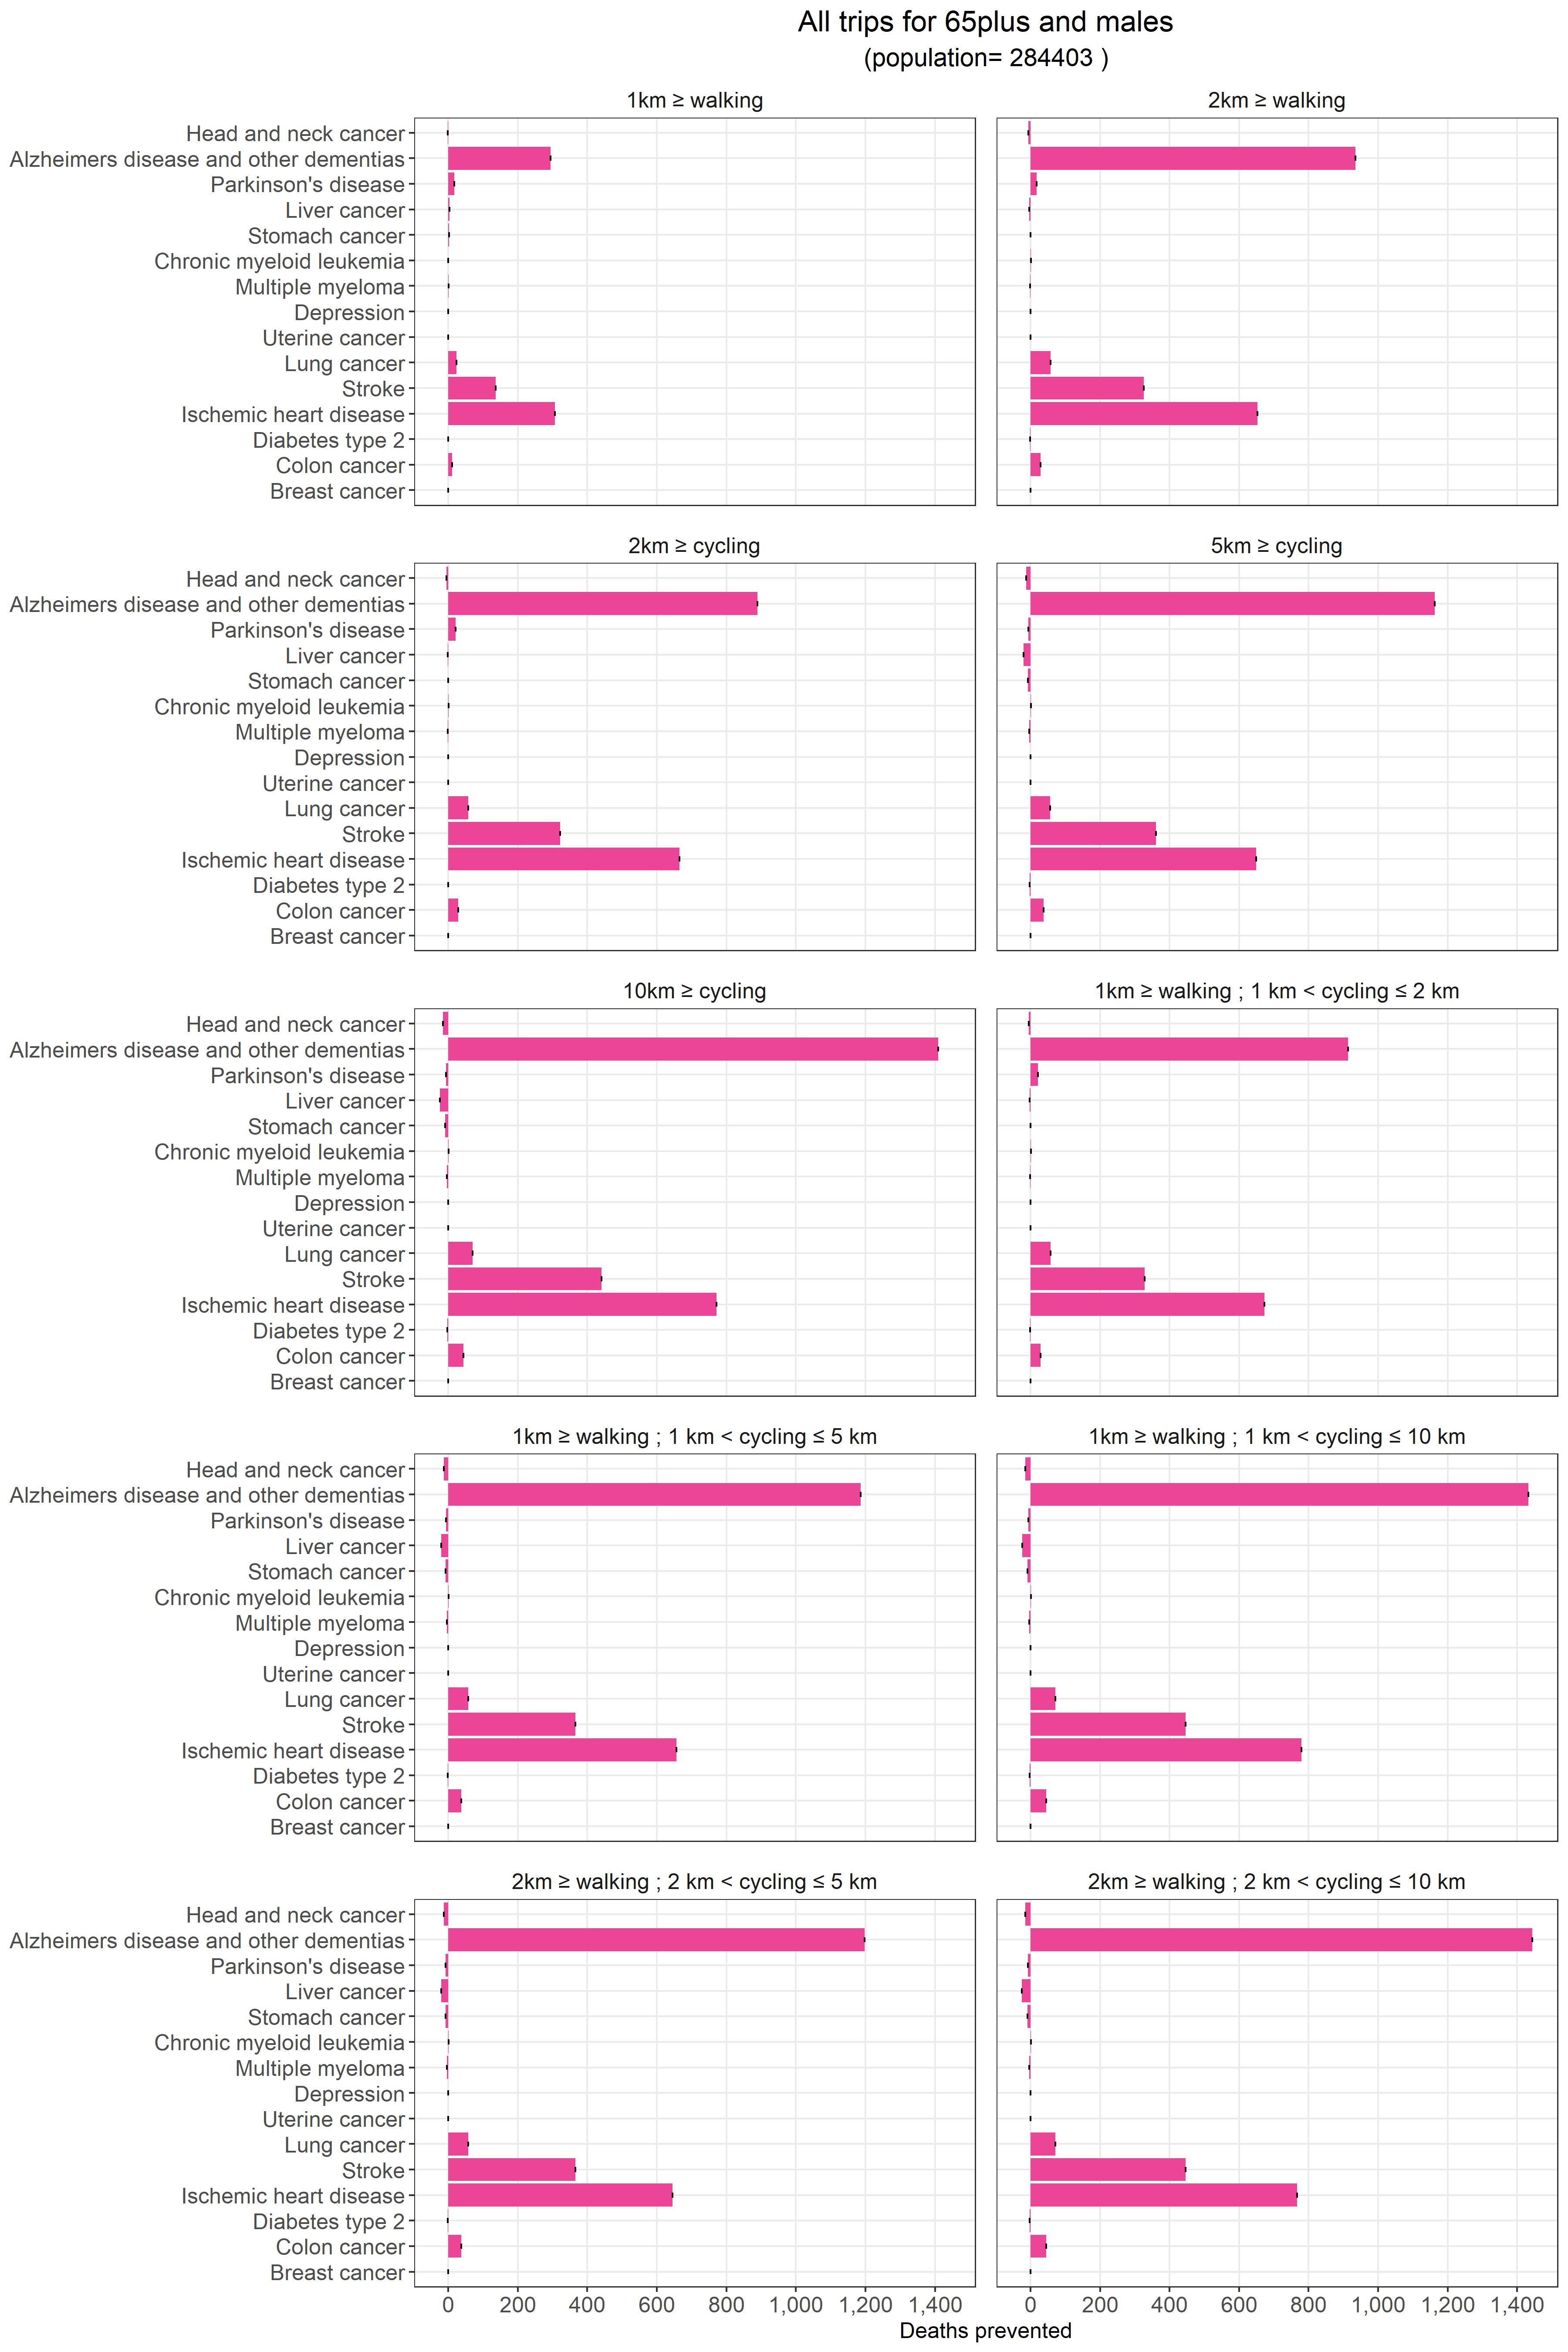 All trips for 65plus and males
(population= 284403 )
1km ≥ walking
2km ≥ walking
Head and neck cancer
Alzheimers disease and other dementias
Parkinson's disease
Liver cancer
Stomach cancer
Chronic myeloid leukemia
Multiple myeloma
Depression
Uterine cancer
Lung cancer
Stroke
Ischemic heart disease
Diabetes type 2
Colon cancer
Breast cancer
2km ≥ cycling
5km ≥ cycling
Head and neck cancer
Alzheimers disease and other dementias
Parkinson's disease
Liver cancer
Stomach cancer
Chronic myeloid leukemia
Multiple myeloma
Depression
Uterine cancer
Lung cancer
Stroke
Ischemic heart disease
Diabetes type 2
Colon cancer
Breast cancer
10km ≥ cycling
1km ≥ walking ; 1 km < cycling ≤ 2 km
Head and neck cancer
Alzheimers disease and other dementias
Parkinson's disease
Liver cancer
Stomach cancer
Chronic myeloid leukemia
Multiple myeloma
Depression
Uterine cancer
Lung cancer
Stroke
Ischemic heart disease
Diabetes type 2
Colon cancer
Breast cancer
1km ≥ walking ; 1 km < cycling ≤ 5 km
1km ≥ walking ; 1 km < cycling ≤ 10 km
Head and neck cancer
Alzheimers disease and other dementias
Parkinson's disease
Liver cancer
Stomach cancer
Chronic myeloid leukemia
Multiple myeloma
Depression
Uterine cancer
Lung cancer
Stroke
Ischemic heart disease
Diabetes type 2
Colon cancer
Breast cancer
2km ≥ walking ; 2 km < cycling ≤ 5 km
2km ≥ walking ; 2 km < cycling ≤ 10 km
Head and neck cancer
Alzheimers disease and other dementias
Parkinson's disease
Liver cancer
Stomach cancer
Chronic myeloid leukemia
Multiple myeloma
Depression
Uterine cancer
Lung cancer
Stroke
Ischemic heart disease
Diabetes type 2
Colon cancer
Breast cancer
0 200 400 600 800 1,000 1,200 1,400
0 200 400 600 800 1,000 1,200 1,400
Deaths prevented